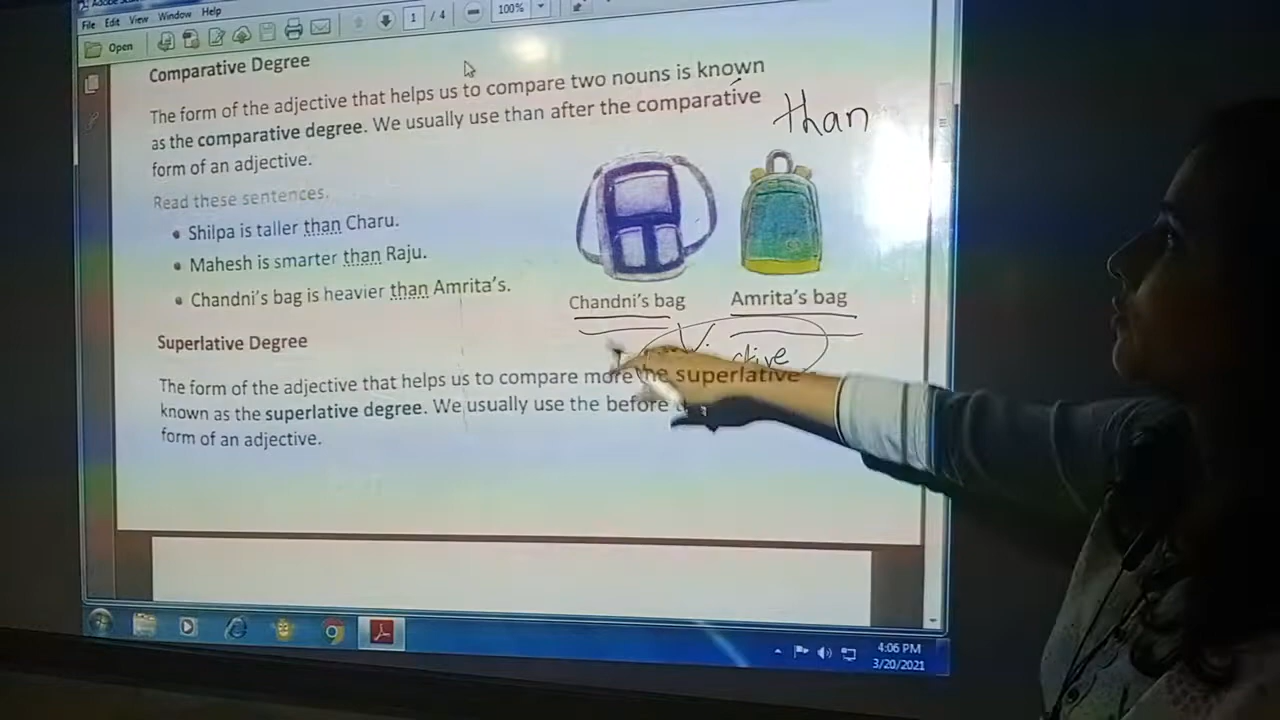 File Edit View Window Help
Open
1 / 4
100%
Comparative Degree
The form of the adjective that helps us to compare two nouns is known
as the comparative degree. We usually use than after the comparative
form of an adjective.
than
Read these sentences.
Shilpa is taller than Charu.
Mahesh is smarter than Raju.
Chandni's bag is heavier than Amrita's.
Chandni's bag
Amrita's bag
Superlative Degree
The form of the adjective that helps us to compare more
known as the superlative degree. We usually use the before the superlative
form of an adjective.
4:06 PM
3/20/2021